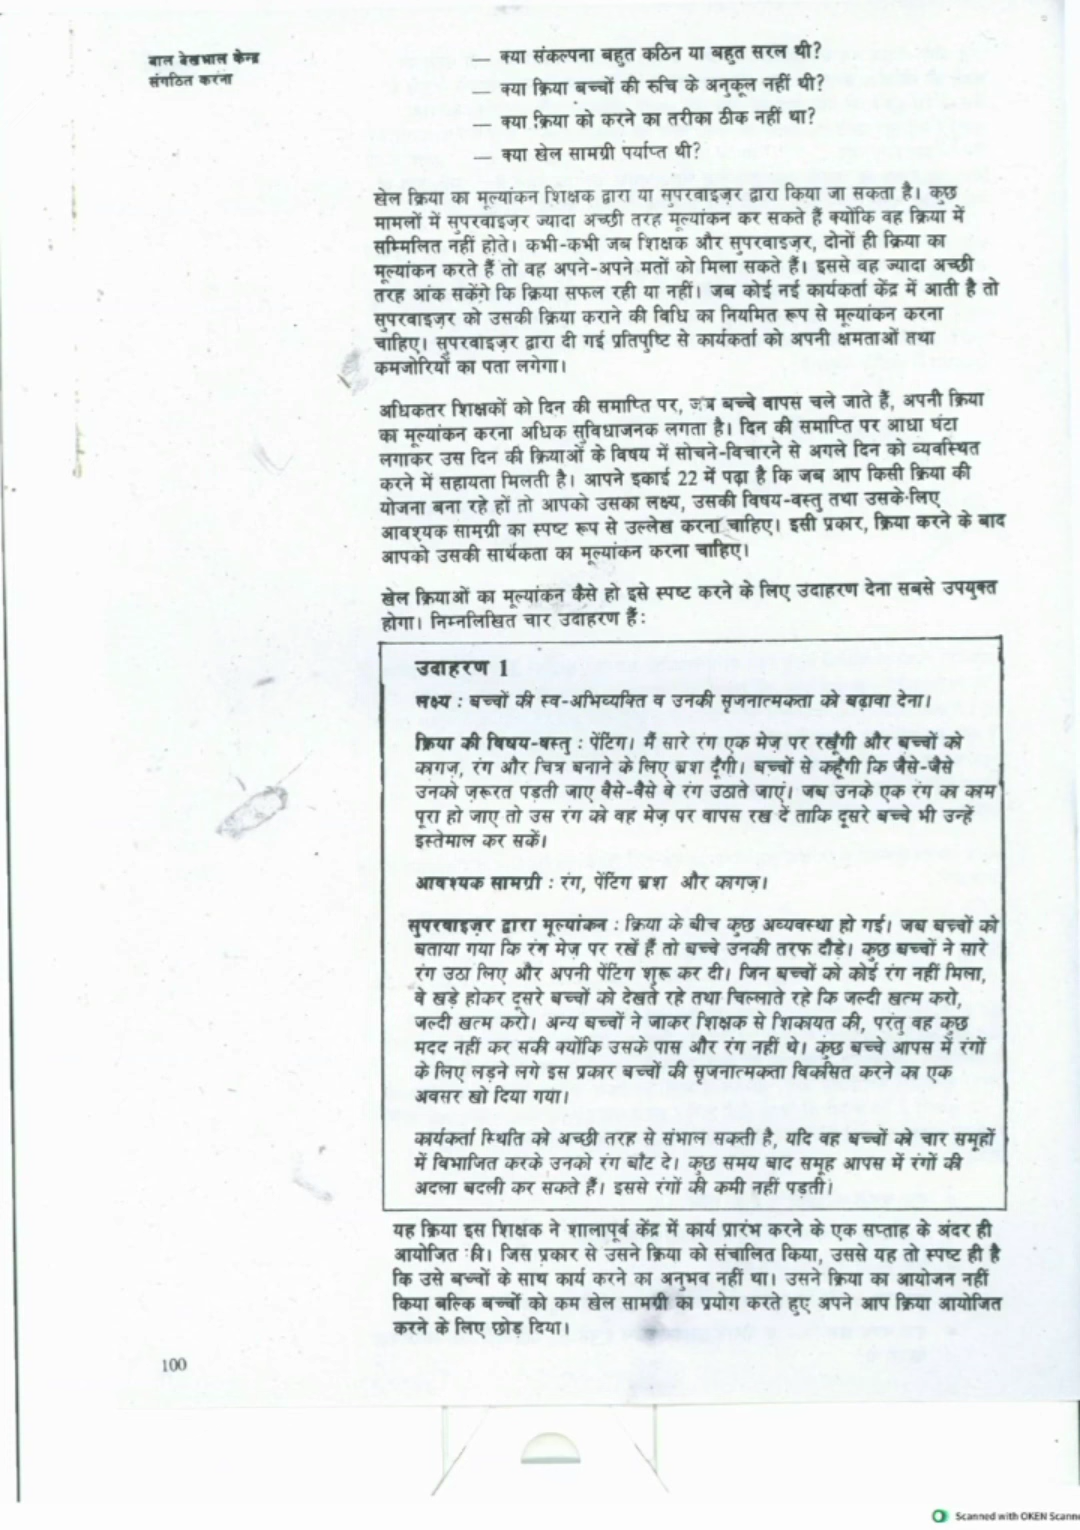 बाल देखभाल केन्द्र
संगठित करना
— क्या संकल्पना बहुत कठिन या बहुत सरल थी?
— क्या क्रिया बच्चों की रुचि के अनुकूल नहीं थी?
— क्या क्रिया को करने का तरीका ठीक नहीं था?
— क्या खेल सामग्री पर्याप्त थी?
खेल क्रिया का मूल्यांकन शिक्षक द्वारा या सुपरवाइज़र द्वारा किया जा सकता है। कुछ
मामलों में सुपरवाइज़र ज्यादा अच्छी तरह मूल्यांकन कर सकते हैं क्योंकि वह क्रिया में
सम्मिलित नहीं होते। कभी-कभी जब शिक्षक और सुपरवाइज़र, दोनों ही क्रिया का
मूल्यांकन करते हैं तो वह अपने-अपने मतों को मिला सकते हैं। इससे वह ज्यादा अच्छी
तरह आंक सकेंगे कि क्रिया सफल रही या नहीं। जब कोई नई कार्यकर्ता केंद्र में आती है तो
सुपरवाइज़र को उसकी क्रिया कराने की विधि का नियमित रूप से मूल्यांकन करना
चाहिए। सुपरवाइज़र द्वारा दी गई प्रतिपुष्टि से कार्यकर्ता को अपनी क्षमताओं तथा
कमजोरियों का पता लगेगा।
अधिकतर शिक्षकों को दिन की समाप्ति पर, जब बच्चे वापस चले जाते हैं, अपनी क्रिया
का मूल्यांकन करना अधिक सुविधाजनक लगता है। दिन की समाप्ति पर आधा घंटा
लगाकर उस दिन की क्रियाओं के विषय में सोचने-विचारने से अगले दिन को व्यवस्थित
करने में सहायता मिलती है। आपने इकाई 22 में पढ़ा है कि जब आप किसी क्रिया की
योजना बना रहे हों तो आपको उसका लक्ष्य, उसकी विषय-वस्तु तथा उसके लिए
आवश्यक सामग्री का स्पष्ट रूप से उल्लेख करना चाहिए। इसी प्रकार, क्रिया करने के बाद
आपको उसकी सार्थकता का मूल्यांकन करना चाहिए।
खेल क्रियाओं का मूल्यांकन कैसे हो इसे स्पष्ट करने के लिए उदाहरण देना सबसे उपयुक्त
होगा। निम्नलिखित चार उदाहरण हैं:
उदाहरण 1
लक्ष्य : बच्चों की स्व-अभिव्यक्ति व उनकी सृजनात्मकता को बढ़ावा देना।
क्रिया की विषय-वस्तु : पेंटिंग। मैं सारे रंग एक मेज़ पर रखूँगी और बच्चों को
कागज़, रंग और चित्र बनाने के लिए ब्रश दूँगी। बच्चों से कहूँगी कि जैसे-जैसे
उनको ज़रूरत पड़ती जाए वैसे-वैसे वे रंग उठाते जाएं। जब उनके एक रंग का काम
पूरा हो जाए तो उस रंग को वह मेज़ पर वापस रख दें ताकि दूसरे बच्चे भी उन्हें
इस्तेमाल कर सकें।
आवश्यक सामग्री : रंग, पेंटिंग ब्रश और कागज़।
सुपरवाइज़र द्वारा मूल्यांकन : क्रिया के बीच कुछ अव्यवस्था हो गई। जब बच्चों को
बताया गया कि रंग मेज़ पर रखें हैं तो बच्चे उनकी तरफ दौड़े। कुछ बच्चों ने सारे
रंग उठा लिए और अपनी पेंटिंग शुरू कर दी। जिन बच्चों को कोई रंग नहीं मिला,
वे खड़े होकर दूसरे बच्चों को देखते रहे तथा चिल्लाते रहे कि जल्दी खत्म करो,
जल्दी खत्म करो। अन्य बच्चों ने जाकर शिक्षक से शिकायत की, परंतु वह कुछ
मदद नहीं कर सकी क्योंकि उसके पास और रंग नहीं थे। कुछ बच्चे आपस में रंगों
के लिए लड़ने लगे इस प्रकार बच्चों की सृजनात्मकता विकसित करने का एक
अवसर खो दिया गया।
कार्यकर्ता स्थिति को अच्छी तरह से संभाल सकती है, यदि वह बच्चों को चार समूहों
में विभाजित करके उनको रंग बाँट दे। कुछ समय बाद समूह आपस में रंगों की
अदला बदली कर सकते हैं। इससे रंगों की कमी नहीं पड़ती।
यह क्रिया इस शिक्षक ने शालापूर्व केंद्र में कार्य प्रारंभ करने के एक सप्ताह के अंदर ही
आयोजित की। जिस प्रकार से उसने क्रिया को संचालित किया, उससे यह तो स्पष्ट ही है
कि उसे बच्चों के साथ कार्य करने का अनुभव नहीं था। उसने क्रिया का आयोजन नहीं
किया बल्कि बच्चों को कम खेल सामग्री का प्रयोग करते हुए अपने आप क्रिया आयोजित
करने के लिए छोड़ दिया।
100
Scanned with OKEN Scann